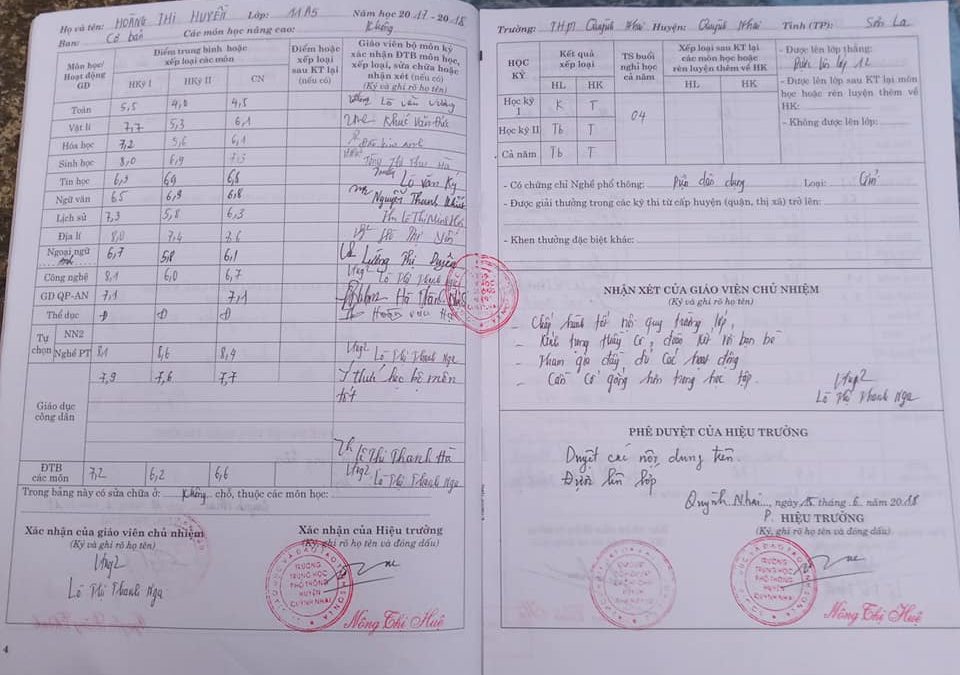 Họ và tên: HOÀNG THỊ HUYỀN Lớp: 11A5 Năm học 2017 - 2018
Ban: Cơ bản Các môn học nâng cao: Không
Môn học/ Hoạt động GD
Điểm trung bình hoặc xếp loại các môn
HKỳ I HKỳ II CN
Điểm hoặc xếp loại sau KT lại (nếu có)
Giáo viên bộ môn ký xác nhận ĐTB môn học, xếp loại, sửa chữa hoặc nhận xét (nếu có)
(Ký và ghi rõ họ tên)
Toán 5,5 4,0 4,5 Lò Văn
Vật lí 7,7 5,3 6,1 Khuê Văn
Hóa học 7,2 5,6 6,1
Sinh học 8,0 6,9 7,3 Tòng Thị Thu Hà
Tin học 6,3 6,9 Lò Văn
Ngữ văn 6,5 6,9 6,8 Nguyễn Thanh
Lịch sử 7,3 5,8 6,3 Lê Thị Minh
Địa lí 8,0 7,4 7,6
Ngoại ngữ 6,7 5,8 6,1 Lường Thị Duyên
Công nghệ 8,1 6,0 6,7 Lò Thị Thanh Nga
GD QP-AN 7,1 7,1 Hà Thành
Thể dục Đ Đ Đ
Tự chọn
NN2
Nghề PT 8,1 8,6 8,4 Lò Thị Thanh Nga
Giáo dục công dân 7,9 7,6 7,7 Ý thức học bộ môn
tốt
Lê Thị Thanh Hà
ĐTB các môn 7,2 6,2 6,6 Lò Thị Thanh Nga
Trong bảng này có sửa chữa ở: Không chỗ, thuộc các môn học:
Xác nhận của giáo viên chủ nhiệm
(Ký và ghi rõ họ tên)
Lò Thị Thanh Nga
Xác nhận của Hiệu trưởng
(Ký, ghi rõ họ tên và đóng dấu)
TRƯỜNG
TRUNG HỌC
PHỔ THÔNG
HUYỆN
QUỲNH NHAI
Nông Thị Huệ
4
Trường: THPT Quỳnh Nhai Huyện: Quỳnh Nhai Tỉnh (TP): Sơn La
HỌC KỲ
Kết quả xếp loại
HL HK
TS buổi nghỉ học cả năm
Xếp loại sau KT lại các môn học hoặc rèn luyện thêm về HK
HL HK
Học kỳ I K T
Học kỳ II Tb T
Cả năm Tb T
04
- Được lên lớp thẳng:
Được lên lớp 12
- Được lên lớp sau KT lại môn học hoặc rèn luyện thêm về HK:
- Không được lên lớp:
- Có chứng chỉ Nghề phổ thông: Điện dân dụng Loại: Giỏi
- Được giải thưởng trong các kỳ thi từ cấp huyện (quận, thị xã) trở lên:
- Khen thưởng đặc biệt khác:
NHẬN XÉT CỦA GIÁO VIÊN CHỦ NHIỆM
(Ký và ghi rõ họ tên)
- Chấp hành tốt nội quy trường lớp,
- Kính trọng thầy cô, đoàn kết với bạn bè
- Tham gia đầy đủ các hoạt động
- Cần cố gắng hơn trong học tập.
Lò Thị Thanh Nga
PHÊ DUYỆT CỦA HIỆU TRƯỞNG
Duyệt các nội dung trên
Được lên lớp
Quỳnh Nhai, ngày 25 tháng 6 năm 2018
P. HIỆU TRƯỞNG
(Ký, ghi rõ họ tên và đóng dấu)
TRƯỜNG
TRUNG HỌC
PHỔ THÔNG
HUYỆN
QUỲNH NHAI
Nông Thị Huệ